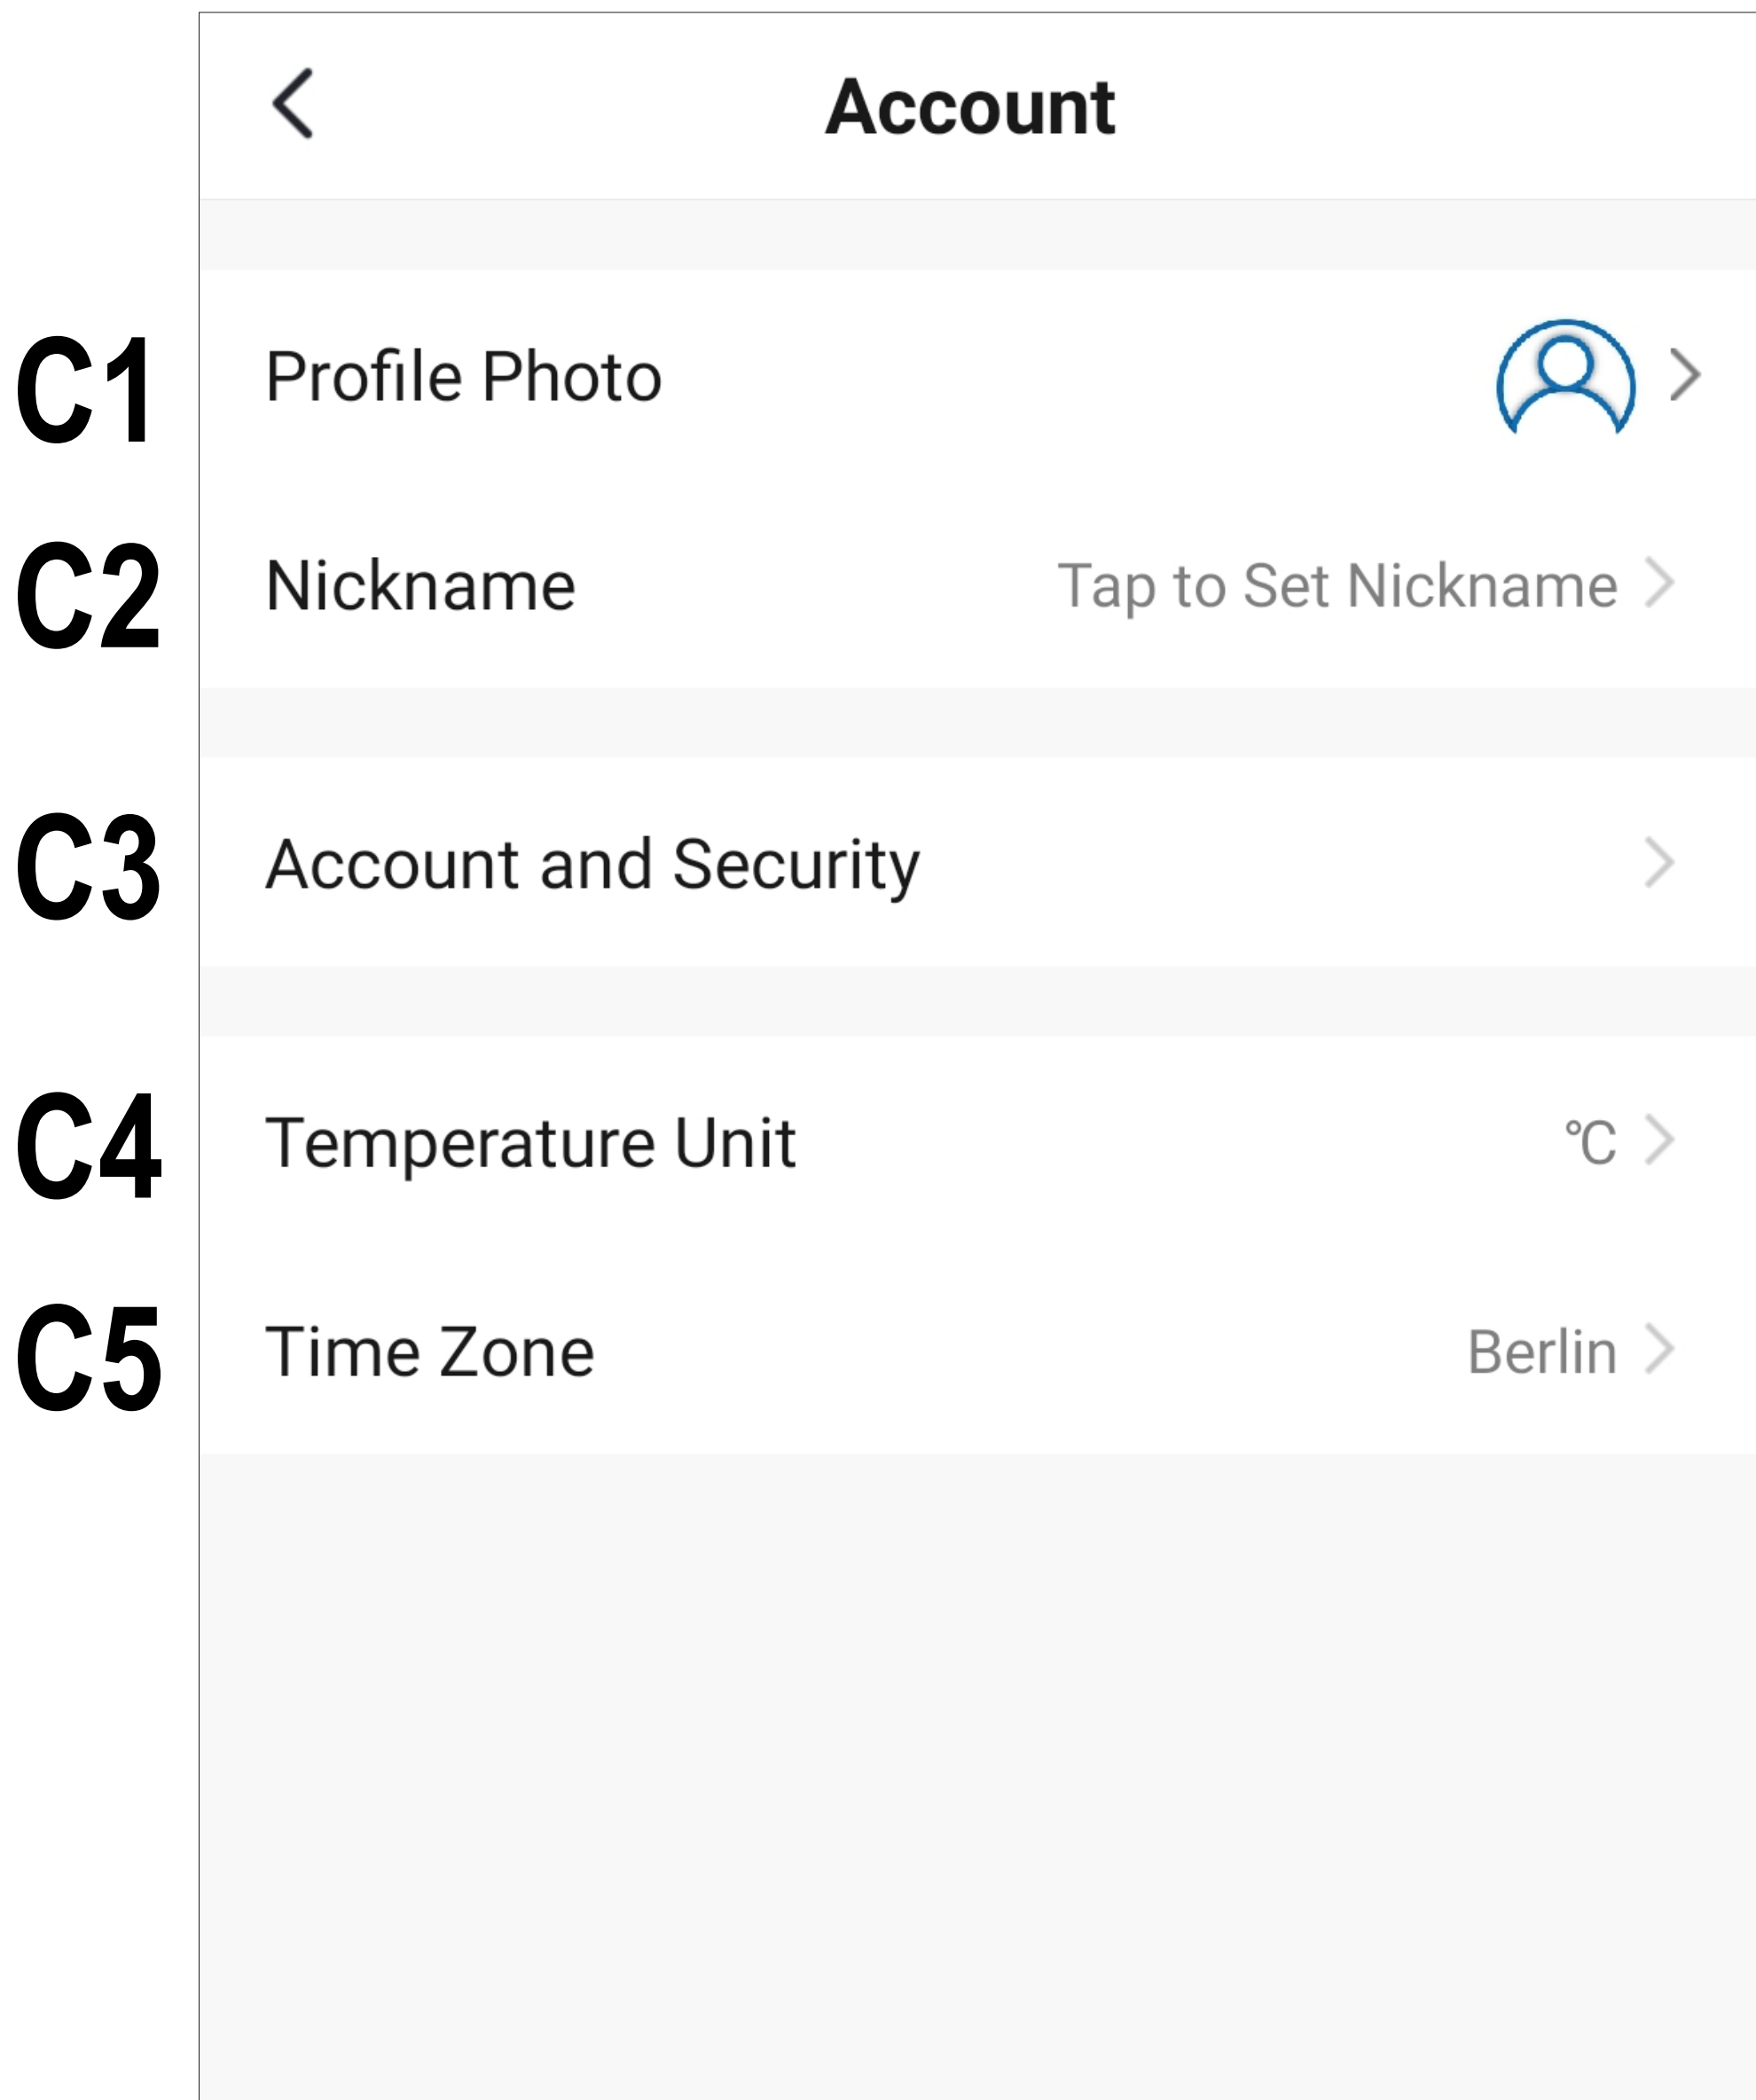 Account
C1 Profile Photo
C2 Nickname Tap to Set Nickname
C3 Account and Security
C4 Temperature Unit °C
C5 Time Zone Berlin